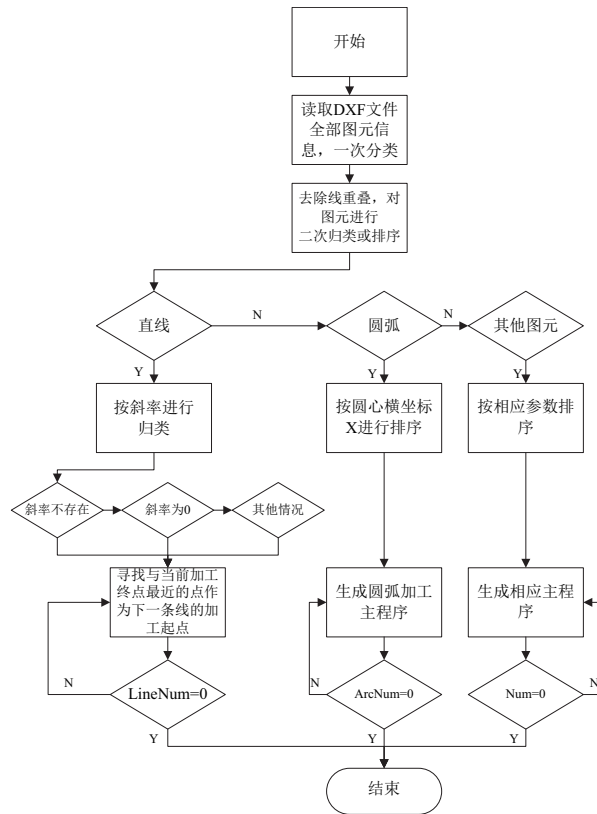 开始
读取DXF文件
全部图元信
息，一次分类
去除线重叠，对
图元进行
二次归类或排序
直线
N
圆弧
N
其他图元
Y
Y
Y
按斜率进行
归类
按圆心横坐标
X进行排序
按相应参数排
序
斜率不存在
斜率为0
其他情况
寻找与当前加工
终点最近的点作
为下一条线的加
工起点
生成圆弧加工
主程序
生成相应主程
序
N
LineNum=0
N
ArcNum=0
Num=0
N
Y
Y
Y
结束